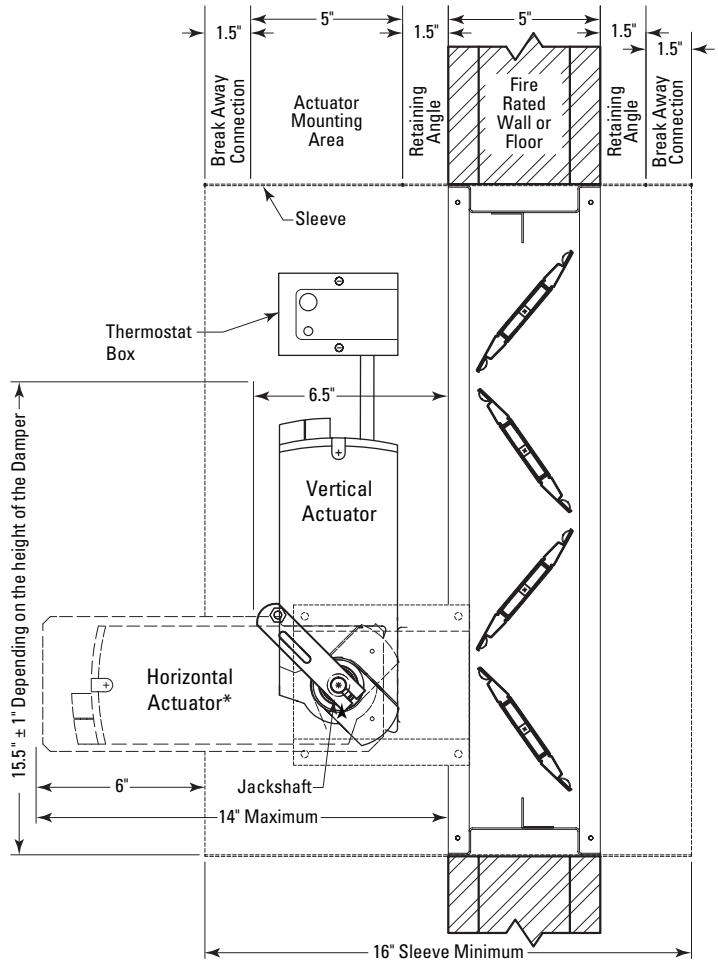 5"
5"
1.5"
1.5"
1.5"
1.5"
Break Away
Connection
Actuator
Mounting
Area
Retaining
Angle
Fire
Rated
Wall or
Floor
Retaining
Angle
Break Away
Connection
Sleeve
Thermostat
Box
6.5"
Vertical
Actuator
15.5" ± 1" Depending on the height of the Damper
Horizontal
Actuator*
Jackshaft
6"
14" Maximum
16" Sleeve Minimum